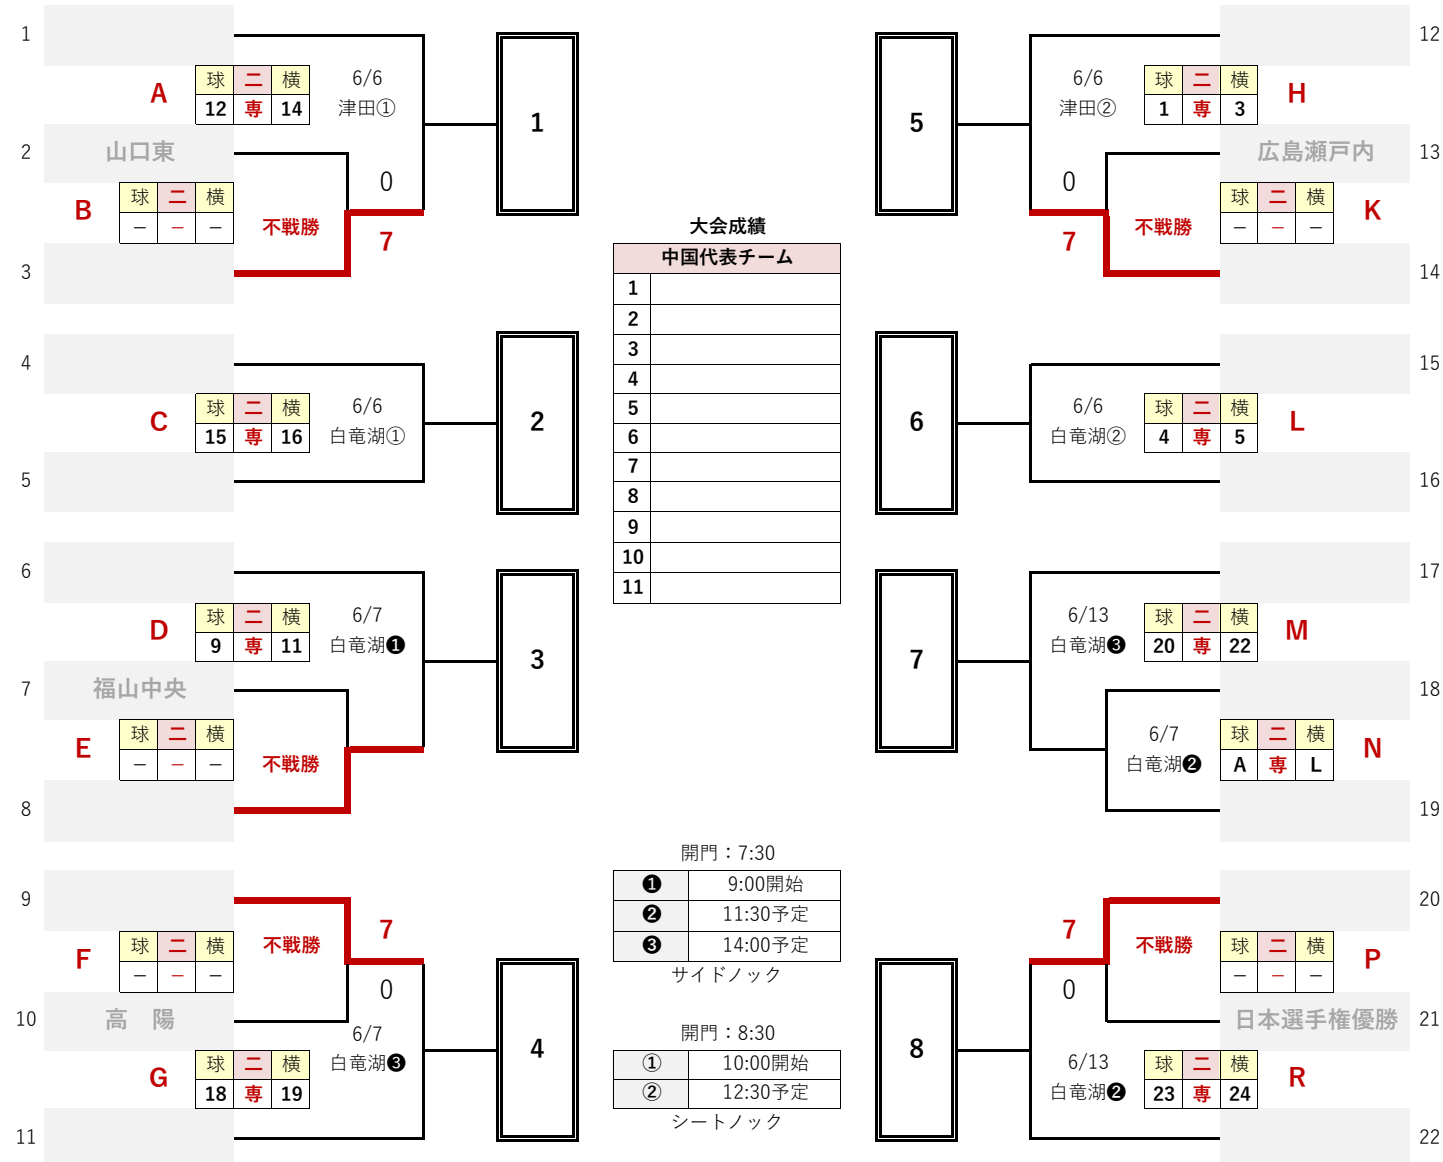 1
A
球 二 横
12 専 14
6/6
津田①
1
2
山口東
B
球 二 横
― ― ―
不戦勝
0
7
3
4
C
球 二 横
15 専 16
6/6
白竜湖①
2
5
6
D
球 二 横
9 専 11
6/7
白竜湖❶
3
7
福山中央
E
球 二 横
― ― ―
不戦勝
8
9
F
球 二 横
― ― ―
不戦勝
7
0
10
高　陽
6/7
白竜湖❸
G
球 二 横
18 専 19
4
11
大会成績
中国代表チーム
1
2
3
4
5
6
7
8
9
10
11
開門：7:30
❶ 9:00開始
❷ 11:30予定
❸ 14:00予定
サイドノック
開門：8:30
① 10:00開始
② 12:30予定
シートノック
12
5
6/6
津田②
球 二 横
1 専 3
H
広島瀬戸内
13
0
7
不戦勝
球 二 横
― ― ―
K
14
15
6
6/6
白竜湖②
球 二 横
4 専 5
L
16
17
7
6/13
白竜湖❸
球 二 横
20 専 22
M
18
6/7
白竜湖❷
球 二 横
A 専 L
N
19
20
7
0
不戦勝
球 二 横
― ― ―
P
日本選手権優勝
21
8
6/13
白竜湖❷
球 二 横
23 専 24
R
22